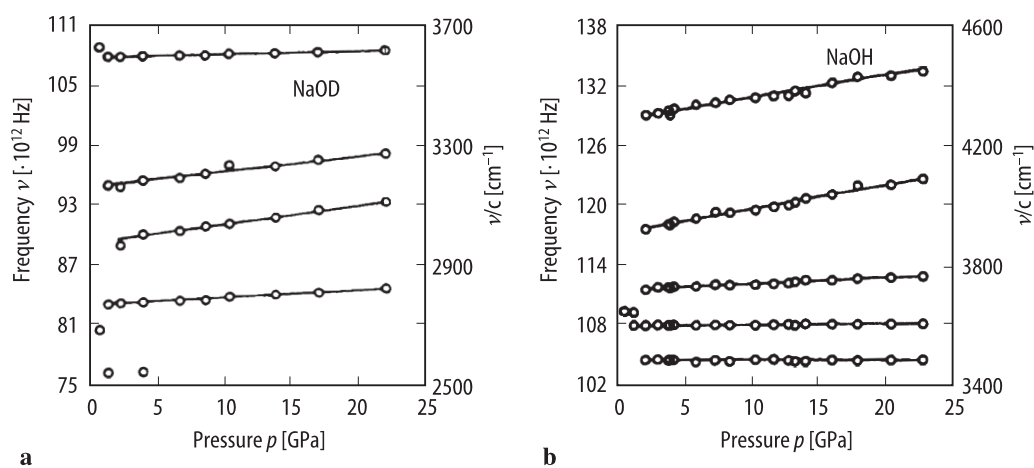 111
105
99
93
87
81
75
Frequency ν [·10¹² Hz]
NaOD
3700
3300
2900
2500
ν/c [cm⁻¹]
0 5 10 15 20 25
Pressure p [GPa]
a
138
132
126
120
114
108
102
Frequency ν [·10¹² Hz]
NaOH
4600
4200
3800
3400
ν/c [cm⁻¹]
0 5 10 15 20 25
Pressure p [GPa]
b